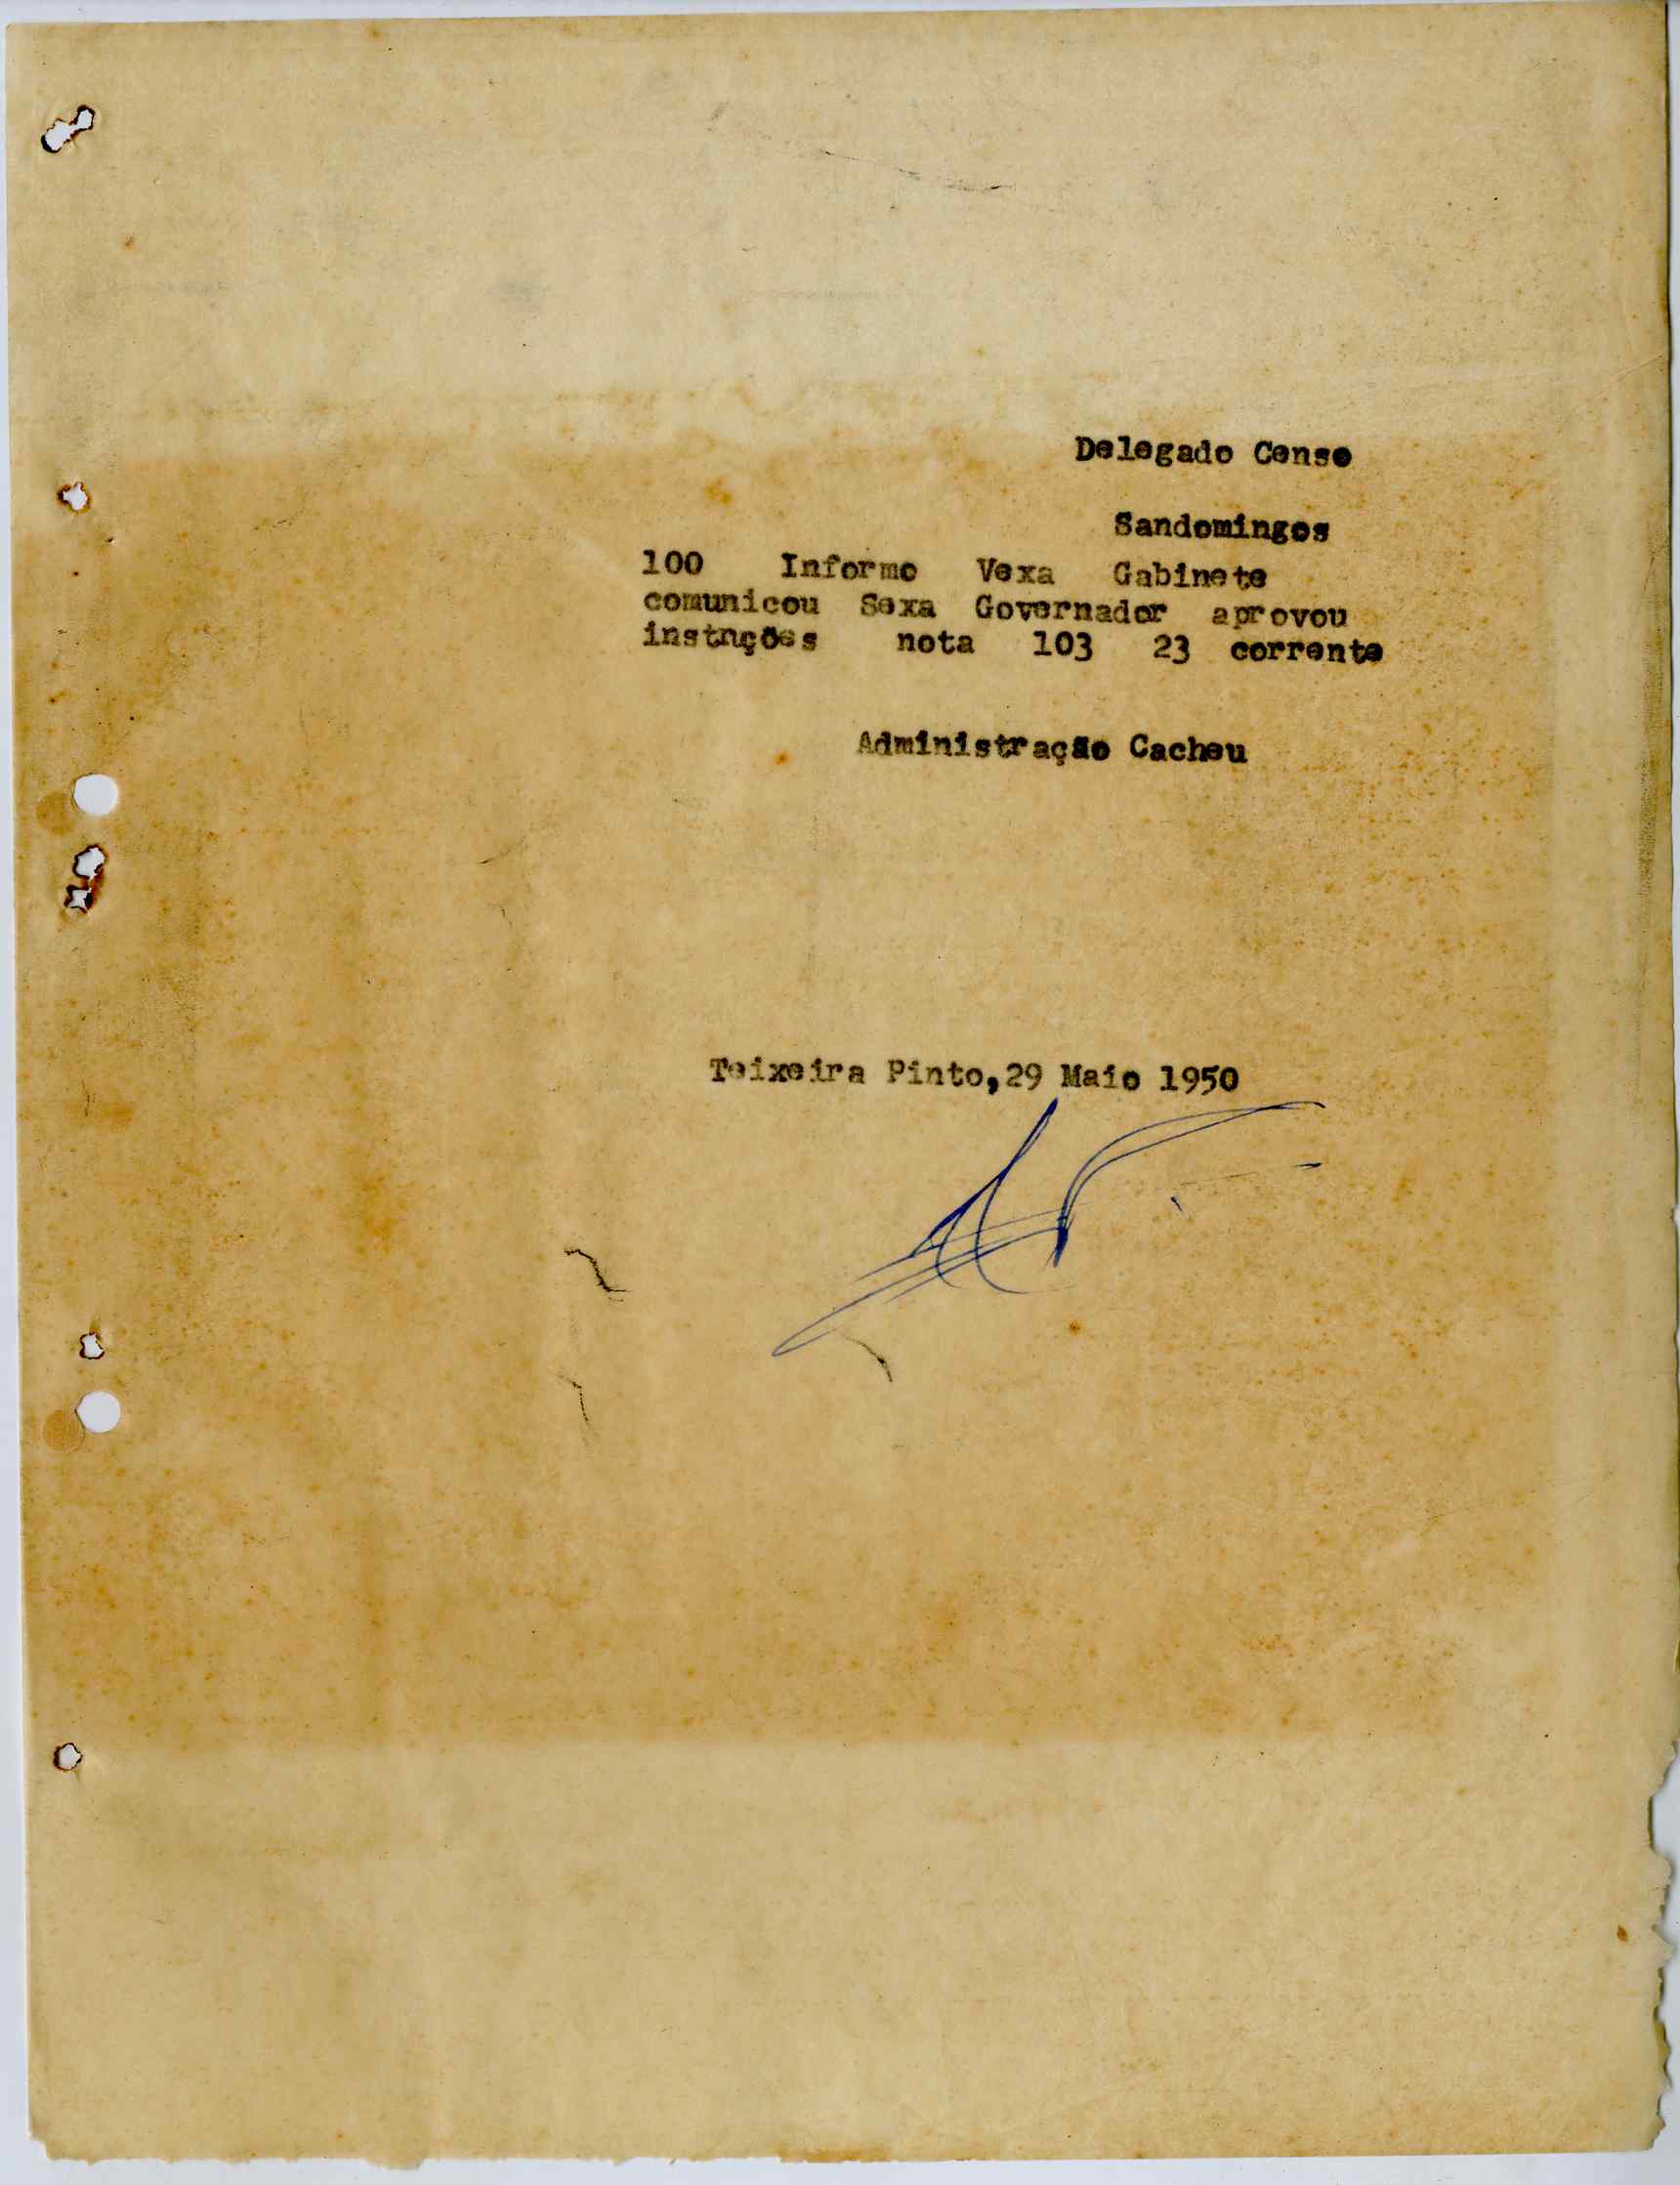 Delegado Censo
Sandomingos
100 Informo Vexa Gabinete
comunicou Sexa Governador aprovou
instruções nota 103 23 corrente
Administração Cacheu
Teixeira Pinto,29 Maio 1950